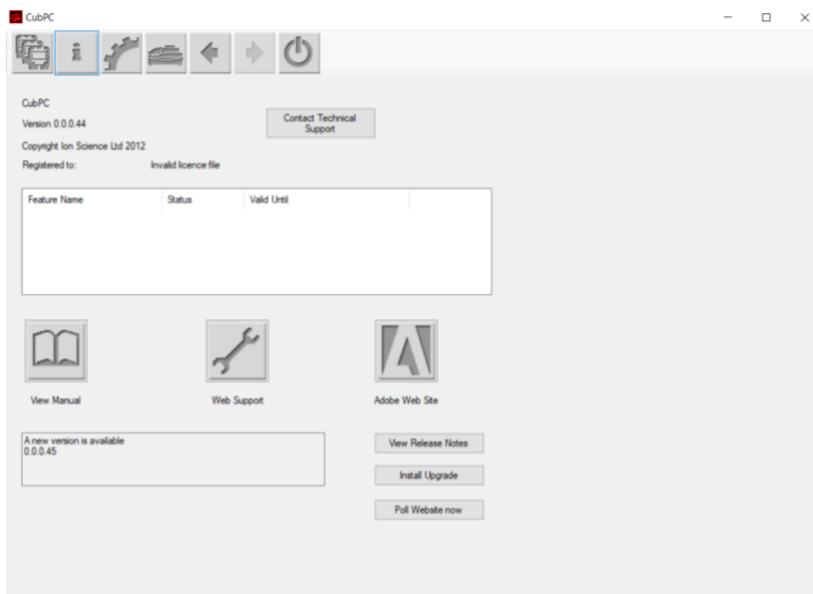 CubPC
CubPC
Version 0.0.0.44
Contact Technical
Support
Copyright Ion Science Ltd 2012
Registered to: Invalid licence file
Feature Name Status Valid Until
View Manual Web Support Adobe Web Site
A new version is available
0.0.0.45
View Release Notes
Install Upgrade
Poll Website now